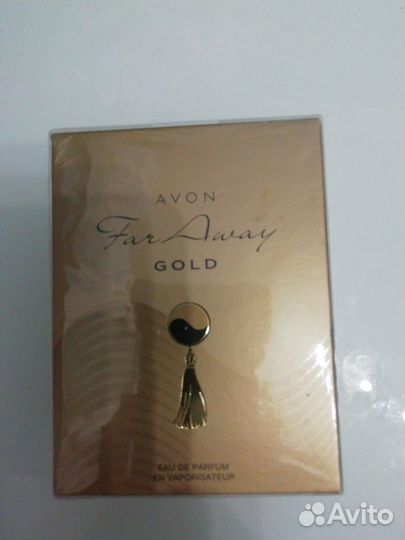 AVON
Far Away
GOLD
EAU DE PARFUM
EN VAPORISATEUR
Avito